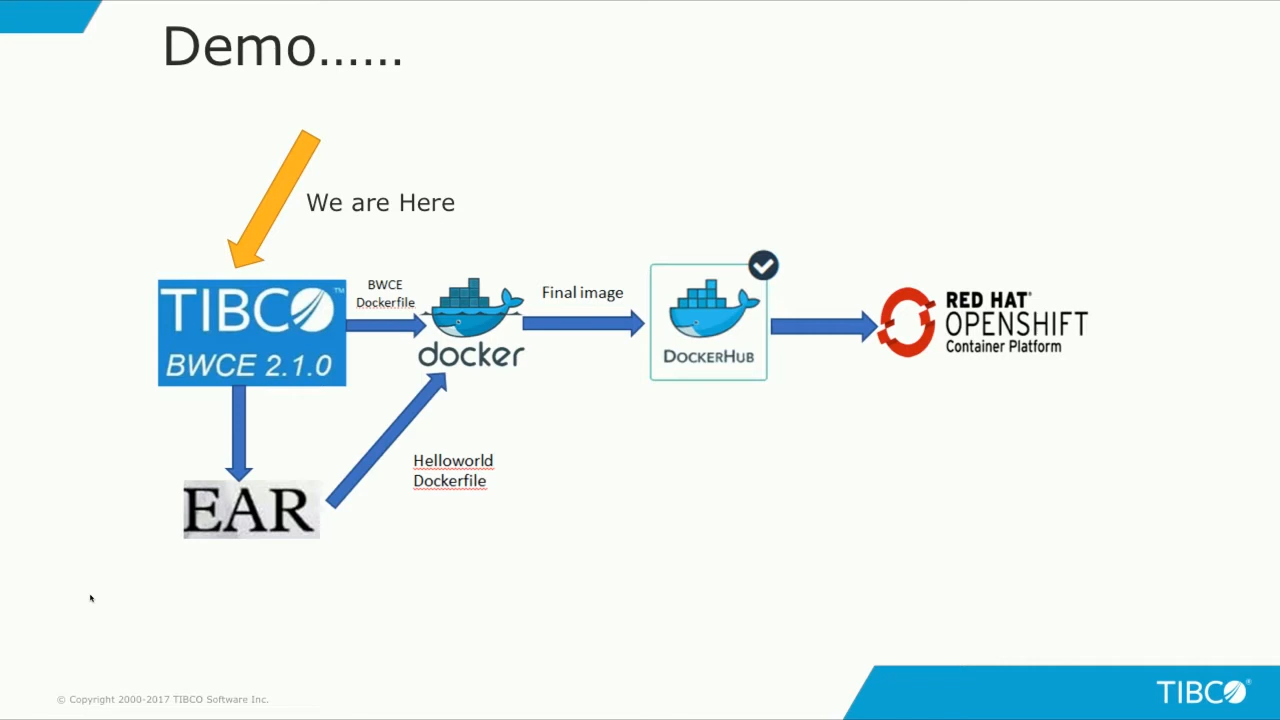 Demo......
We are Here
TIBCO™
BWCE 2.1.0
BWCE
Dockerfile
docker
Final image
DOCKERHUB
RED HAT®
OPENSHIFT
Container Platform
Helloworld
Dockerfile
EAR
© Copyright 2000-2017 TIBCO Software Inc.
TIBCO®